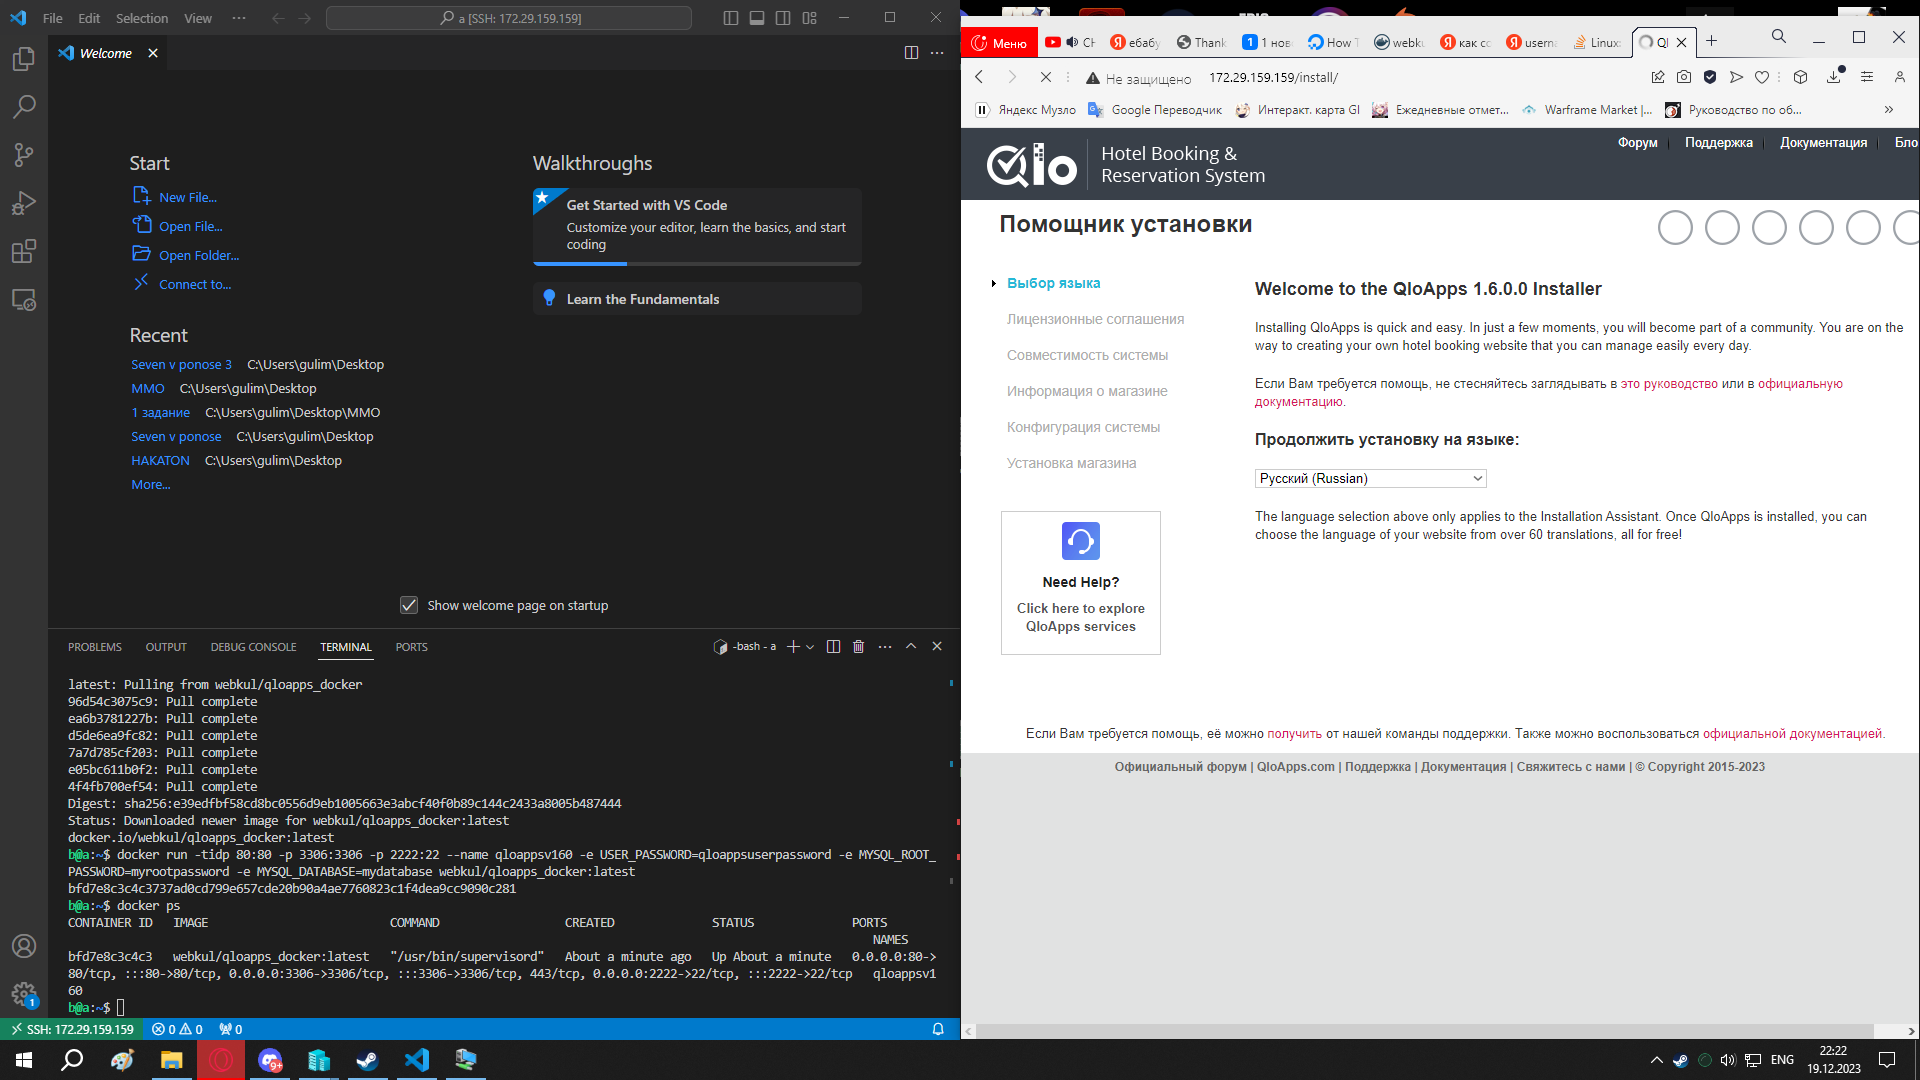 File Edit Selection View ··· a [SSH: 172.29.159.159]
Welcome
Start
New File...
Open File...
Open Folder...
Connect to...
Recent
Seven v ponose 3 C:\Users\gulim\Desktop
MMO C:\Users\gulim\Desktop
1 задание C:\Users\gulim\Desktop\MMO
Seven v ponose C:\Users\gulim\Desktop
HAKATON C:\Users\gulim\Desktop
More...
Walkthroughs
Get Started with VS Code
Customize your editor, learn the basics, and start
coding
Learn the Fundamentals
Show welcome page on startup
PROBLEMS OUTPUT DEBUG CONSOLE TERMINAL PORTS -bash - a
latest: Pulling from webkul/qloapps_docker
96d54c3075c9: Pull complete
ea6b3781227b: Pull complete
d5de6ea9fc82: Pull complete
7a7d785cf203: Pull complete
e05bc611b0f2: Pull complete
4f4fb700ef54: Pull complete
Digest: sha256:e39edfbf58cd8bc0556d9eb1005663e3abcf40f0b89c144c2433a8005b487444
Status: Downloaded newer image for webkul/qloapps_docker:latest
docker.io/webkul/qloapps_docker:latest
b@a:~$ docker run -tidp 80:80 -p 3306:3306 -p 2222:22 --name qloappsv160 -e USER_PASSWORD=qloappsuserpassword -e MYSQL_ROOT_
PASSWORD=myrootpassword -e MYSQL_DATABASE=mydatabase webkul/qloapps_docker:latest
bfd7e8c3c4c3737ad0cd799e657cde20b90a4ae7760823c1f4dea9cc9090c281
b@a:~$ docker ps
CONTAINER ID IMAGE COMMAND CREATED STATUS PORTS
NAMES
bfd7e8c3c4c3 webkul/qloapps_docker:latest "/usr/bin/supervisord" About a minute ago Up About a minute 0.0.0.0:80->
80/tcp, :::80->80/tcp, 0.0.0.0:3306->3306/tcp, :::3306->3306/tcp, 443/tcp, 0.0.0.0:2222->22/tcp, :::2222->22/tcp qloappsv1
60
b@a:~$
SSH: 172.29.159.159 0 0 0
Меню CH ебабу Thank 1 нов How T webku как со userna Linux: Ql
Не защищено 172.29.159.159/install/
Яндекс Музло Google Переводчик Интеракт. карта GI Ежедневные отмет... Warframe Market |... Руководство по об... »
Qlo Hotel Booking &
Reservation System
Форум Поддержка Документация Бло
Помощник установки
Выбор языка
Лицензионные соглашения
Совместимость системы
Информация о магазине
Конфигурация системы
Установка магазина
Need Help?
Click here to explore
QloApps services
Welcome to the QloApps 1.6.0.0 Installer
Installing QloApps is quick and easy. In just a few moments, you will become part of a community. You are on the
way to creating your own hotel booking website that you can manage easily every day.
Если Вам требуется помощь, не стесняйтесь заглядывать в это руководство или в официальную
документацию.
Продолжить установку на языке:
Русский (Russian)
The language selection above only applies to the Installation Assistant. Once QloApps is installed, you can
choose the language of your website from over 60 translations, all for free!
Если Вам требуется помощь, её можно получить от нашей команды поддержки. Также можно воспользоваться официальной документацией.
Официальный форум | QloApps.com | Поддержка | Документация | Свяжитесь с нами | © Copyright 2015-2023
9+
ENG
22:22
19.12.2023